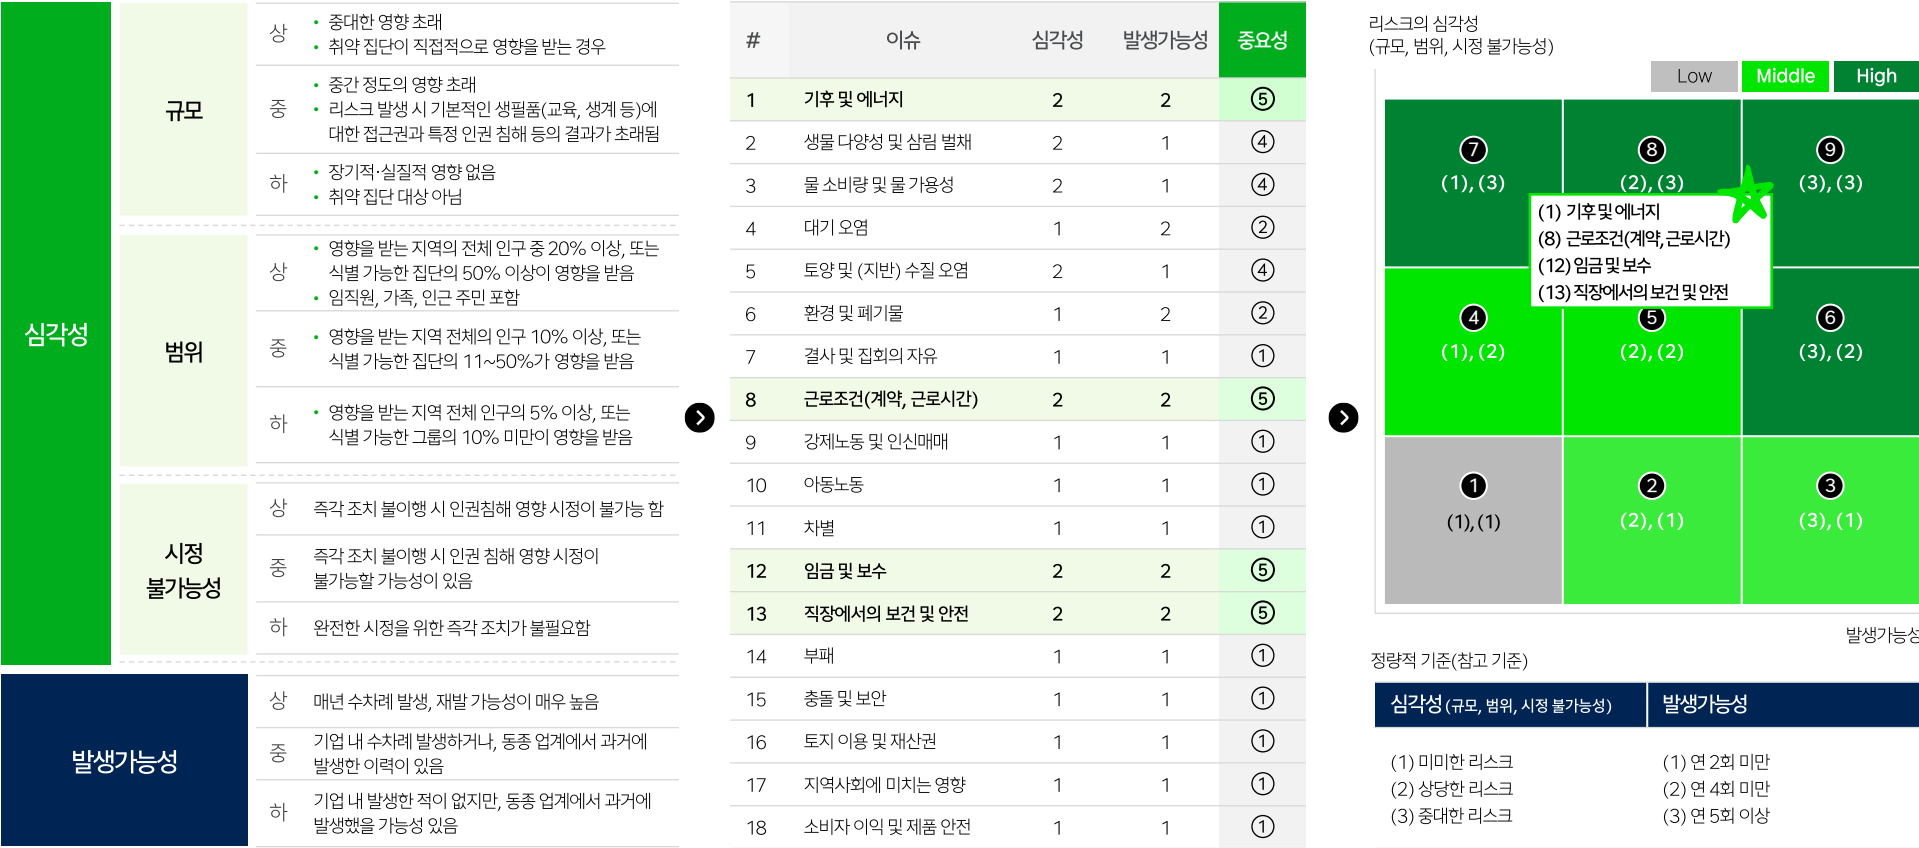 심각성
규모
상
• 중대한 영향 초래
• 취약 집단이 직접적으로 영향을 받는 경우
중
• 중간 정도의 영향 초래
• 리스크 발생 시 기본적인 생필품(교육, 생계 등)에
대한 접근권과 특정 인권 침해 등의 결과가 초래됨
하
• 장기적·실질적 영향 없음
• 취약 집단 대상 아님
범위
상
• 영향을 받는 지역의 전체 인구 중 20% 이상, 또는
식별 가능한 집단의 50% 이상이 영향을 받음
• 임직원, 가족, 인근 주민 포함
중
• 영향을 받는 지역 전체의 인구 10% 이상, 또는
식별 가능한 집단의 11~50%가 영향을 받음
하
• 영향을 받는 지역 전체 인구의 5% 이상, 또는
식별 가능한 그룹의 10% 미만이 영향을 받음
시정
불가능성
상
즉각 조치 불이행 시 인권침해 영향 시정이 불가능 함
중
즉각 조치 불이행 시 인권 침해 영향 시정이
불가능할 가능성이 있음
하
완전한 시정을 위한 즉각 조치가 불필요함
발생가능성
상
매년 수차례 발생, 재발 가능성이 매우 높음
중
기업 내 수차례 발생하거나, 동종 업계에서 과거에
발생한 이력이 있음
하
기업 내 발생한 적이 없지만, 동종 업계에서 과거에
발생했을 가능성 있음
# 이슈 심각성 발생가능성 중요성
1 기후 및 에너지 2 2 ⑤
2 생물 다양성 및 삼림 벌채 2 1 ④
3 물 소비량 및 물 가용성 2 1 ④
4 대기 오염 1 2 ②
5 토양 및 (지반) 수질 오염 2 1 ④
6 환경 및 폐기물 1 2 ②
7 결사 및 집회의 자유 1 1 ①
8 근로조건(계약, 근로시간) 2 2 ⑤
9 강제노동 및 인신매매 1 1 ①
10 아동노동 1 1 ①
11 차별 1 1 ①
12 임금 및 보수 2 2 ⑤
13 직장에서의 보건 및 안전 2 2 ⑤
14 부패 1 1 ①
15 충돌 및 보안 1 1 ①
16 토지 이용 및 재산권 1 1 ①
17 지역사회에 미치는 영향 1 1 ①
18 소비자 이익 및 제품 안전 1 1 ①
리스크의 심각성
(규모, 범위, 시정 불가능성)
Low Middle High
❼ ❽ ❾
(1), (3) (2), (3) (3), (3)
(1) 기후 및 에너지
(8) 근로조건(계약, 근로시간)
(12) 임금 및 보수
(13) 직장에서의 보건 및 안전
❹ ❺ ❻
(1), (2) (2), (2) (3), (2)
❶ ❷ ❸
(1), (1) (2), (1) (3), (1)
발생가능성
정량적 기준(참고 기준)
심각성 (규모, 범위, 시정 불가능성) 발생가능성
(1) 미미한 리스크 (1) 연 2회 미만
(2) 상당한 리스크 (2) 연 4회 미만
(3) 중대한 리스크 (3) 연 5회 이상